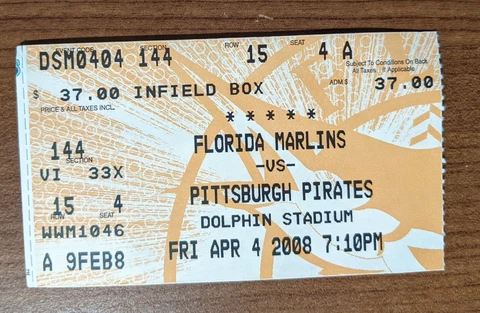 EVENT CODE SECTION ROW SEAT
DSM0404 144 15 4 A
Subject To Conditions On Back.
All Taxes If Applicable
$ 37.00 INFIELD BOX ADM $ 37.00
PRICE & ALL TAXES INCL.
* * * * *
FLORIDA MARLINS
-VS-
PITTSBURGH PIRATES
DOLPHIN STADIUM
FRI APR 4 2008 7:10PM
144
SECTION
VI 33X
15 4
ROW SEAT
WWM1046
A 9FEB8